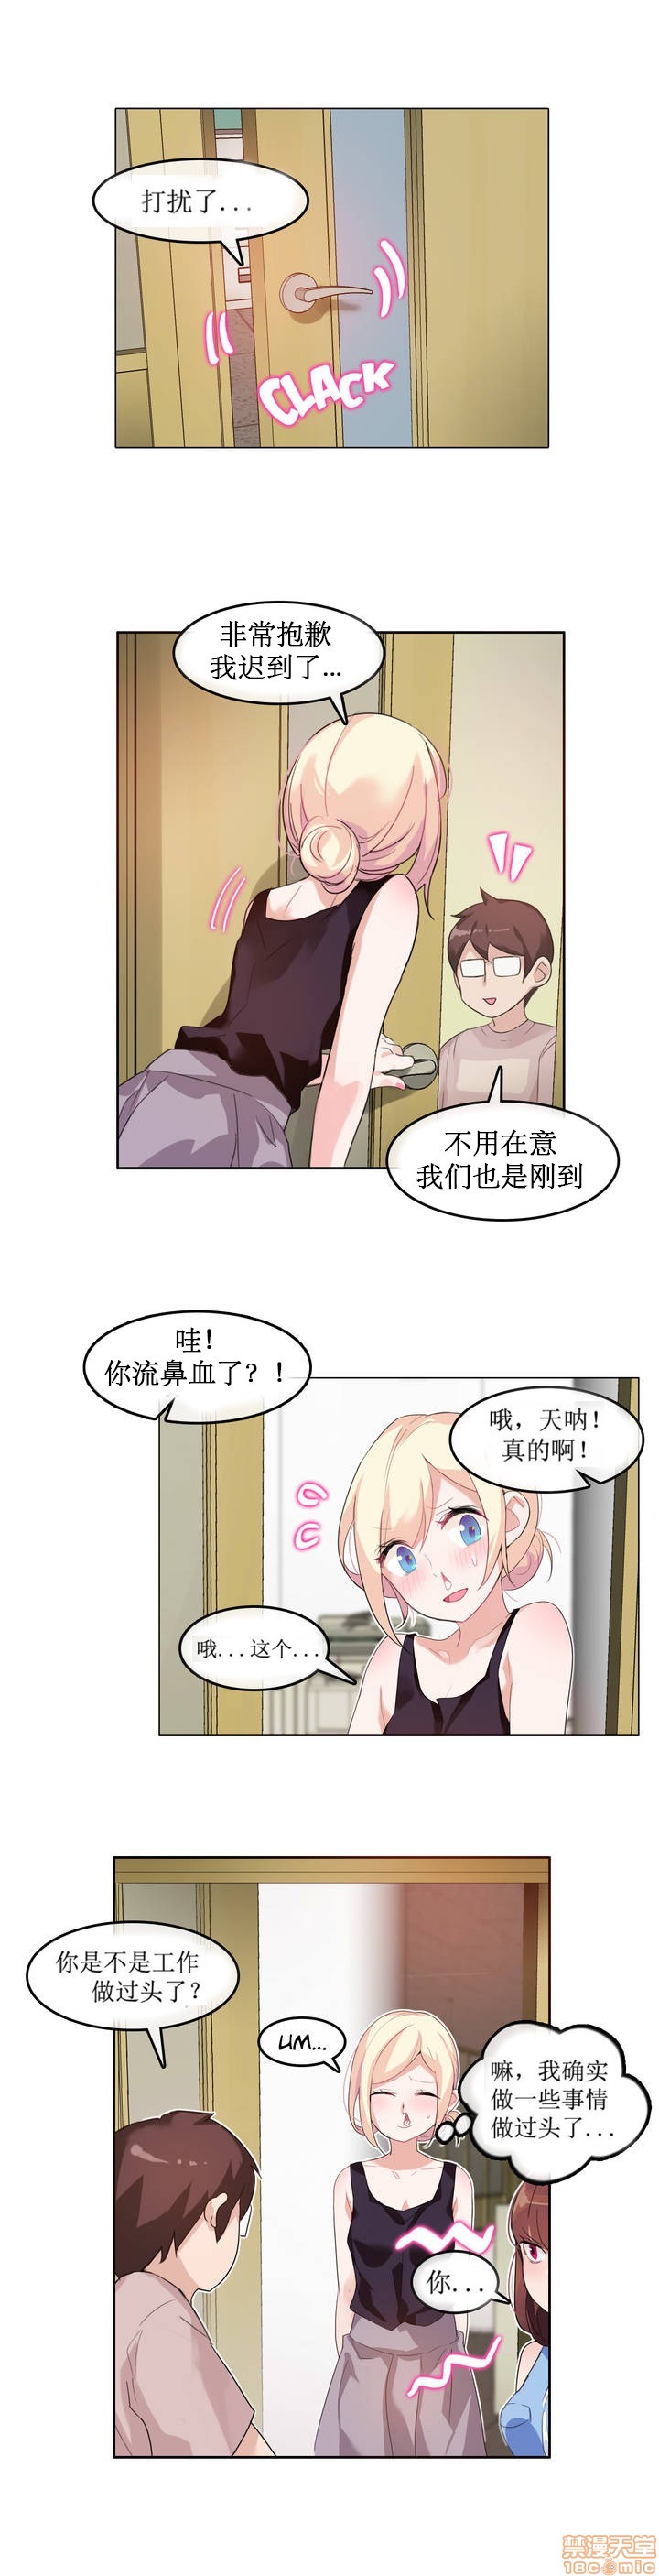 打扰了...
CLACK
非常抱歉
我迟到了...
不用在意
我们也是刚到
哇！
你流鼻血了？！
哦，天呐！
真的啊！
哦...这个...
你是不是工作
做过头了？
UM...
嘛，我确实
做一些事情
做过头了...
你...
禁漫天堂
18comic